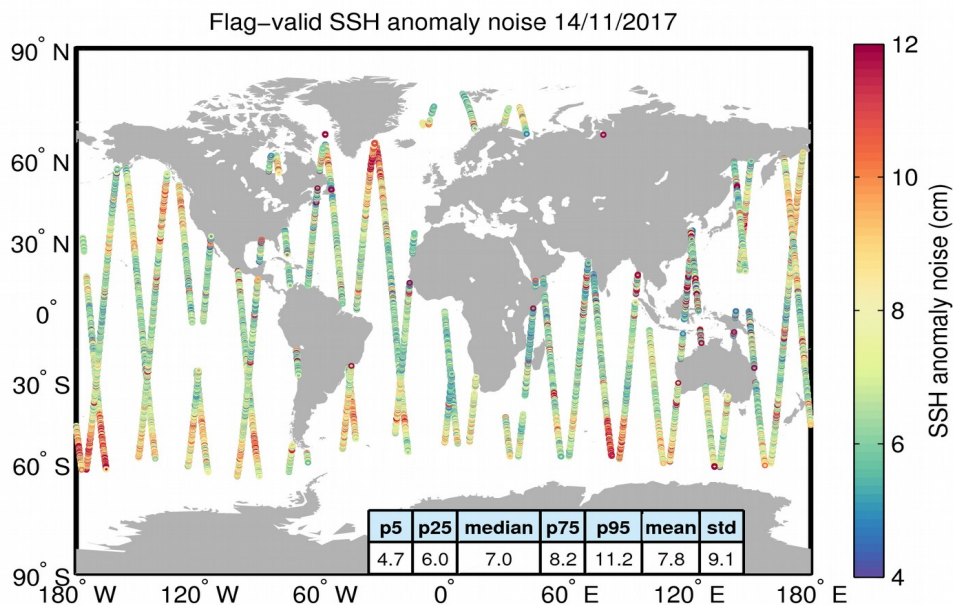 Flag−valid SSH anomaly noise 14/11/2017
90° N
60° N
30° N
0°
30° S
60° S
90° S
180° W
120° W
60° W
0°
60° E
120° E
180° E
12
10
8
6
4
SSH anomaly noise (cm)
p5 p25 median p75 p95 mean std
4.7 6.0 7.0 8.2 11.2 7.8 9.1